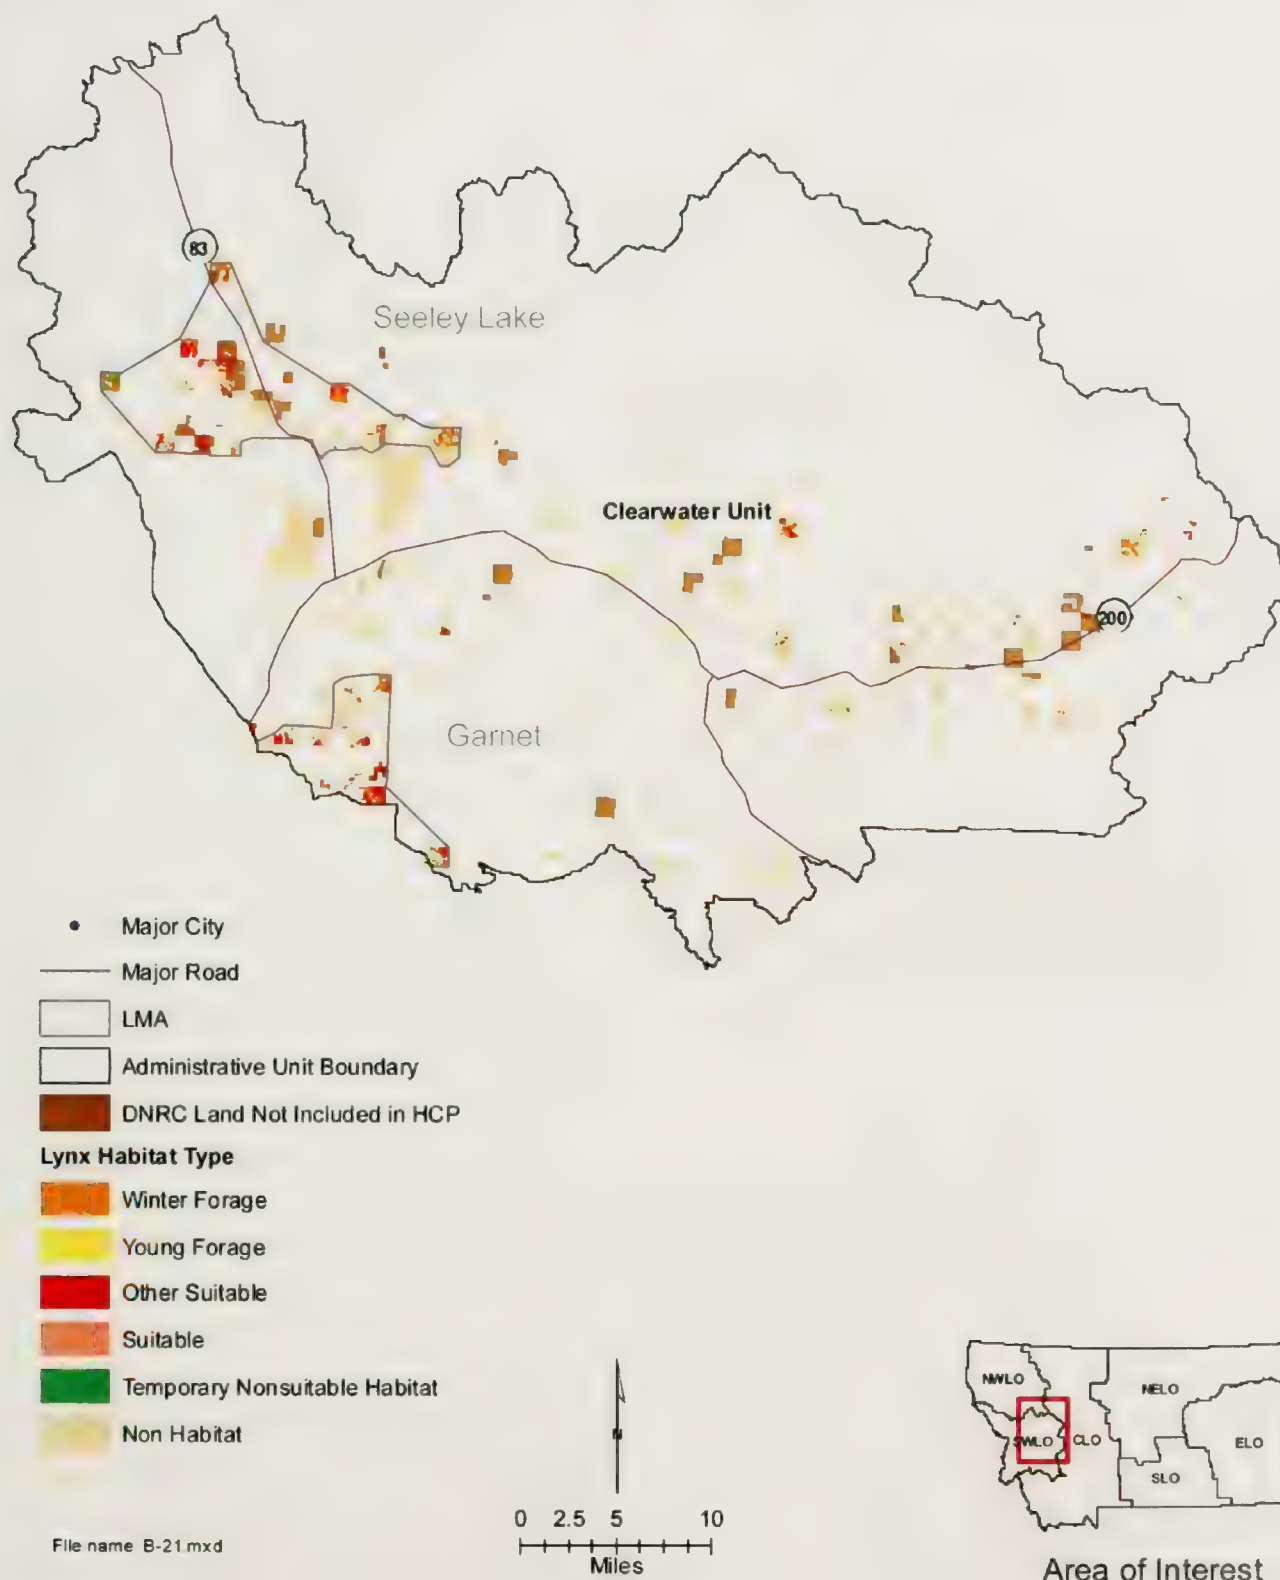 83
Seeley Lake
Clearwater Unit
200
Garnet
Major City
Major Road
LMA
Administrative Unit Boundary
DNRC Land Not Included in HCP
Lynx Habitat Type
Winter Forage
Young Forage
Other Suitable
Suitable
Temporary Nonsuitable Habitat
Non Habitat
N
0 2.5 5 10
Miles
File name B-21.mxd
NWLO
NELO
SWLO
CLO
ELO
SLO
Area of Interest